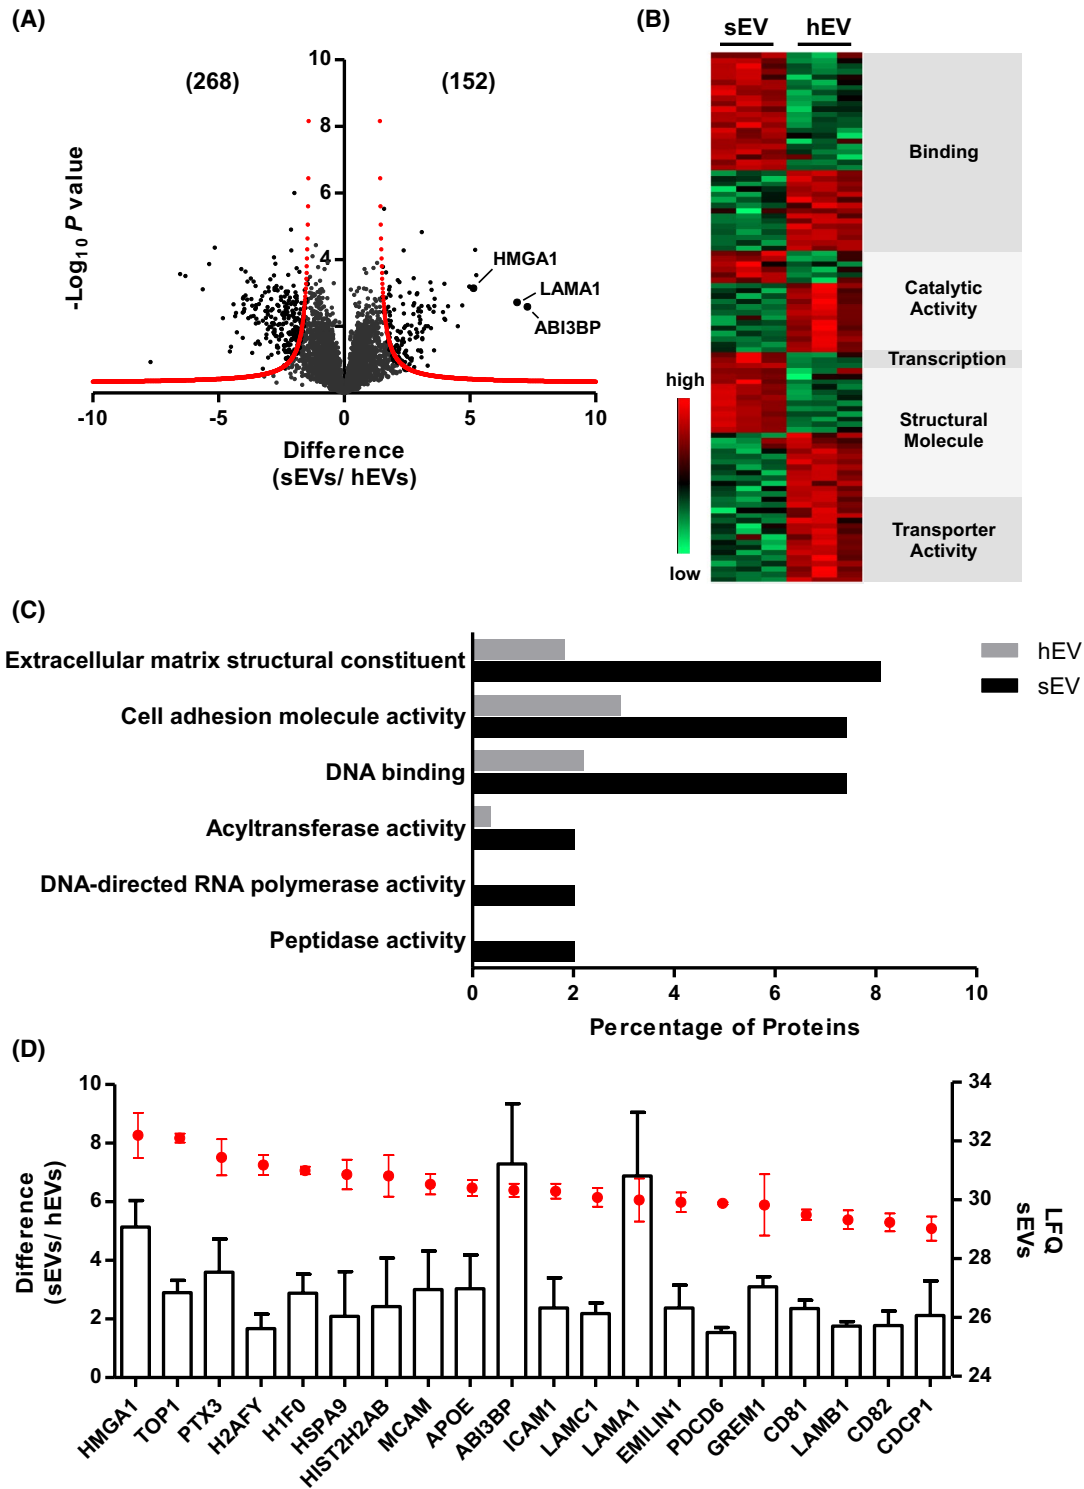 (A)
(268)
(152)
10
8
6
4
-Log10 P value
HMGA1
LAMA1
ABI3BP
-10
-5
0
5
10
Difference
(sEVs/ hEVs)
(B)
sEV
hEV
Binding
Catalytic
Activity
Transcription
Structural
Molecule
Transporter
Activity
high
low
(C)
Extracellular matrix structural constituent
Cell adhesion molecule activity
DNA binding
Acyltransferase activity
DNA-directed RNA polymerase activity
Peptidase activity
hEV
sEV
0
2
4
6
8
10
Percentage of Proteins
(D)
10
8
6
4
2
0
Difference
(sEVs/ hEVs)
34
32
30
28
26
24
LFQ
sEVs
HMGA1
TOP1
PTX3
H2AFY
H1F0
HSPA9
HIST2H2AB
MCAM
APOE
ABI3BP
ICAM1
LAMC1
LAMA1
EMILIN1
PDCD6
GREM1
CD81
LAMB1
CD82
CDCP1